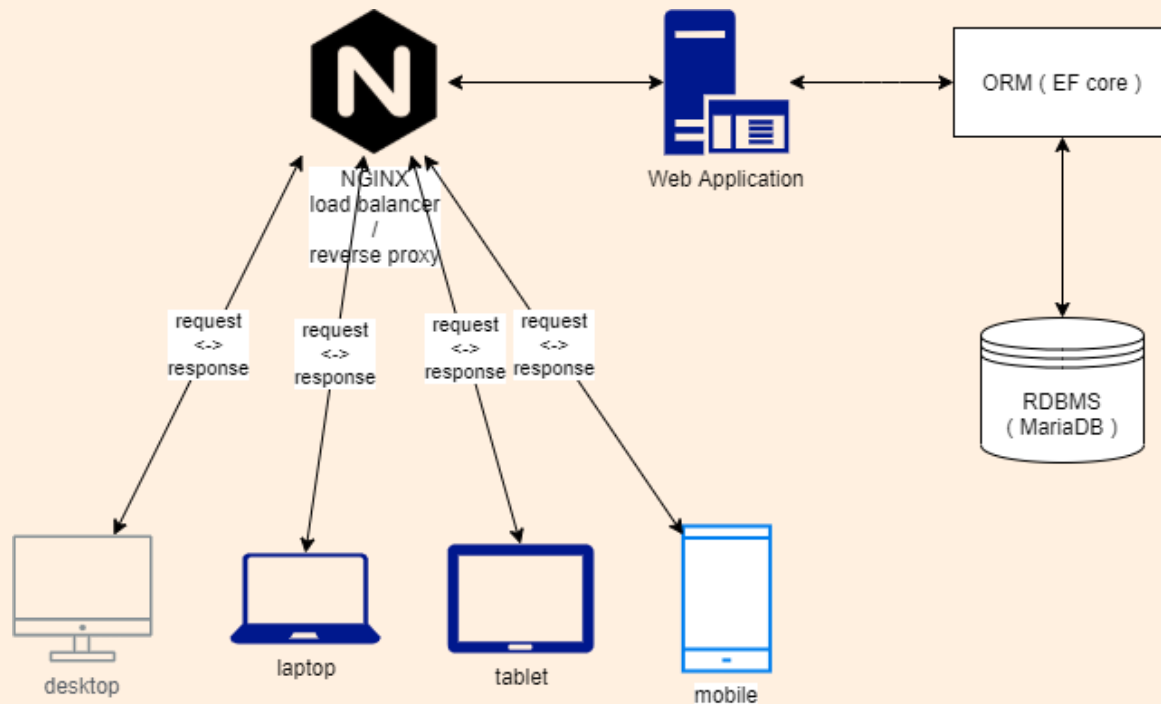 N
NGINX
load balancer
/
reverse proxy
Web Application
ORM ( EF core )
RDBMS
( MariaDB )
request
<->
response
request
<->
response
request
<->
response
request
<->
response
desktop
laptop
tablet
mobile